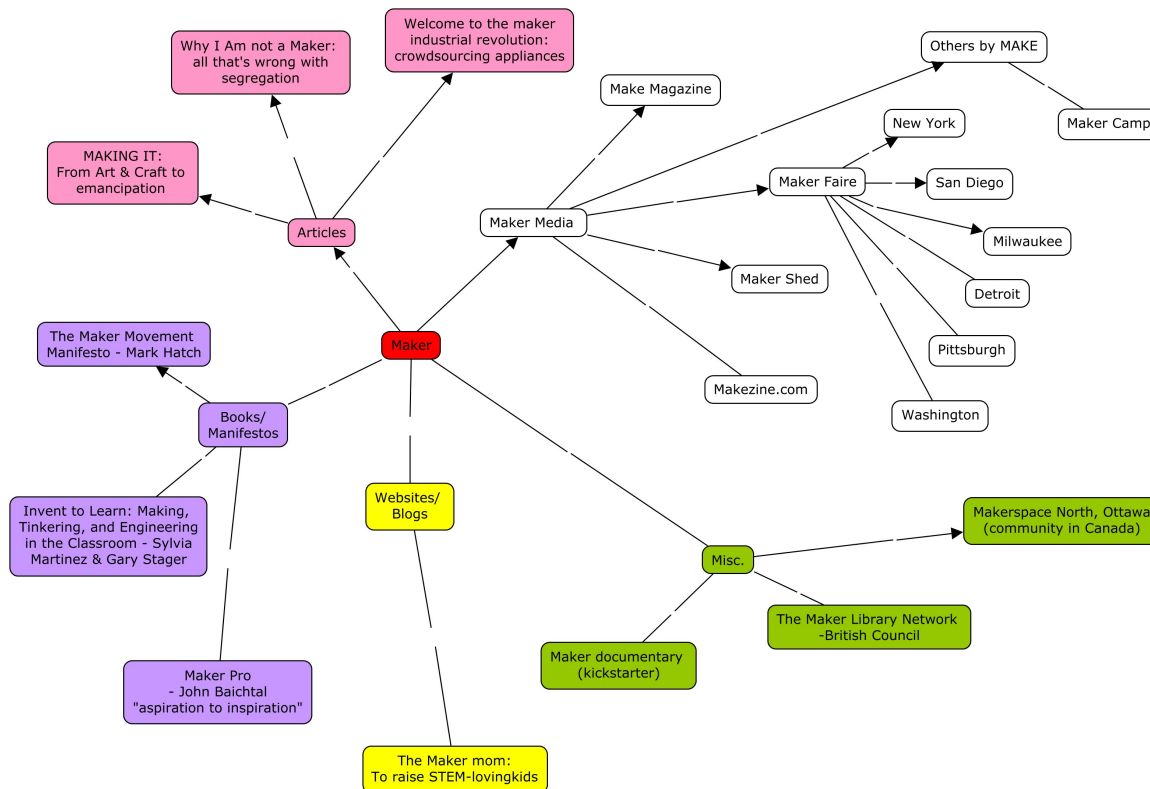 Welcome to the maker
industrial revolution:
crowdsourcing appliances
Why I Am not a Maker:
all that's wrong with
segregation
Others by MAKE
Make Magazine
Maker Camp
New York
MAKING IT:
From Art & Craft to
emancipation
Maker Faire
San Diego
Articles
Maker Media
Milwaukee
Maker Shed
Detroit
Maker
The Maker Movement
Manifesto - Mark Hatch
Pittsburgh
Makezine.com
Washington
Books/
Manifestos
Websites/
Blogs
Invent to Learn: Making,
Tinkering, and Engineering
in the Classroom - Sylvia
Martinez & Gary Stager
Makerspace North, Ottawa
(community in Canada)
Misc.
The Maker Library Network
-British Council
Maker documentary
(kickstarter)
Maker Pro
- John Baichtal
"aspiration to inspiration"
The Maker mom:
To raise STEM-lovingkids